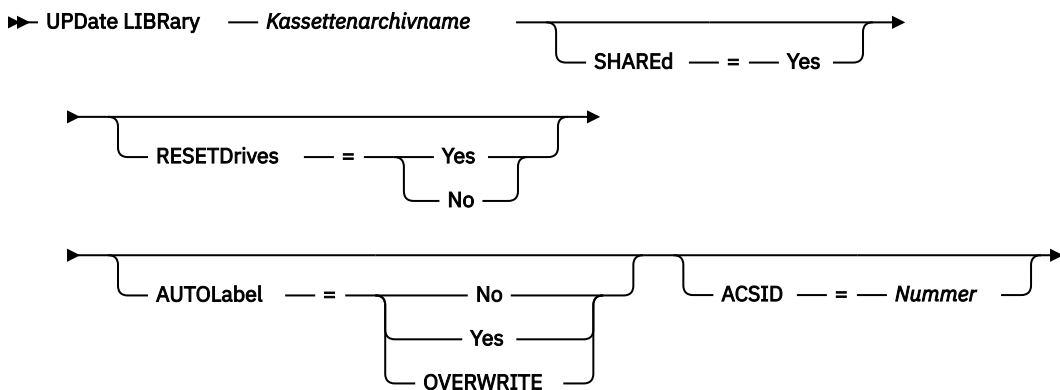 UPDate LIBRary Kassettenarchivname
SHAREd = Yes
RESETDrives = Yes
No
AUTOLabel = No
Yes
OVERWRITE
ACSID = Nummer